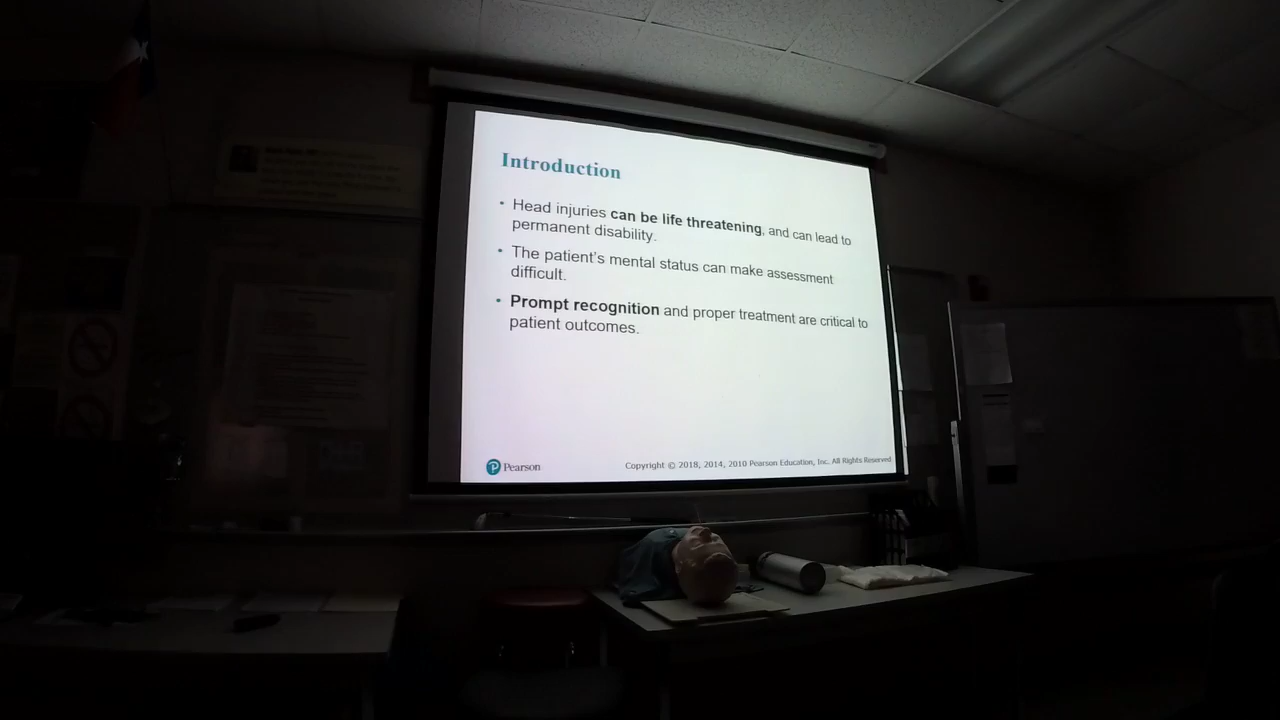 Introduction
• Head injuries can be life threatening, and can lead to
permanent disability.
• The patient's mental status can make assessment
difficult.
• Prompt recognition and proper treatment are critical to
patient outcomes.
Pearson
Copyright © 2018, 2014, 2010 Pearson Education, Inc. All Rights Reserved